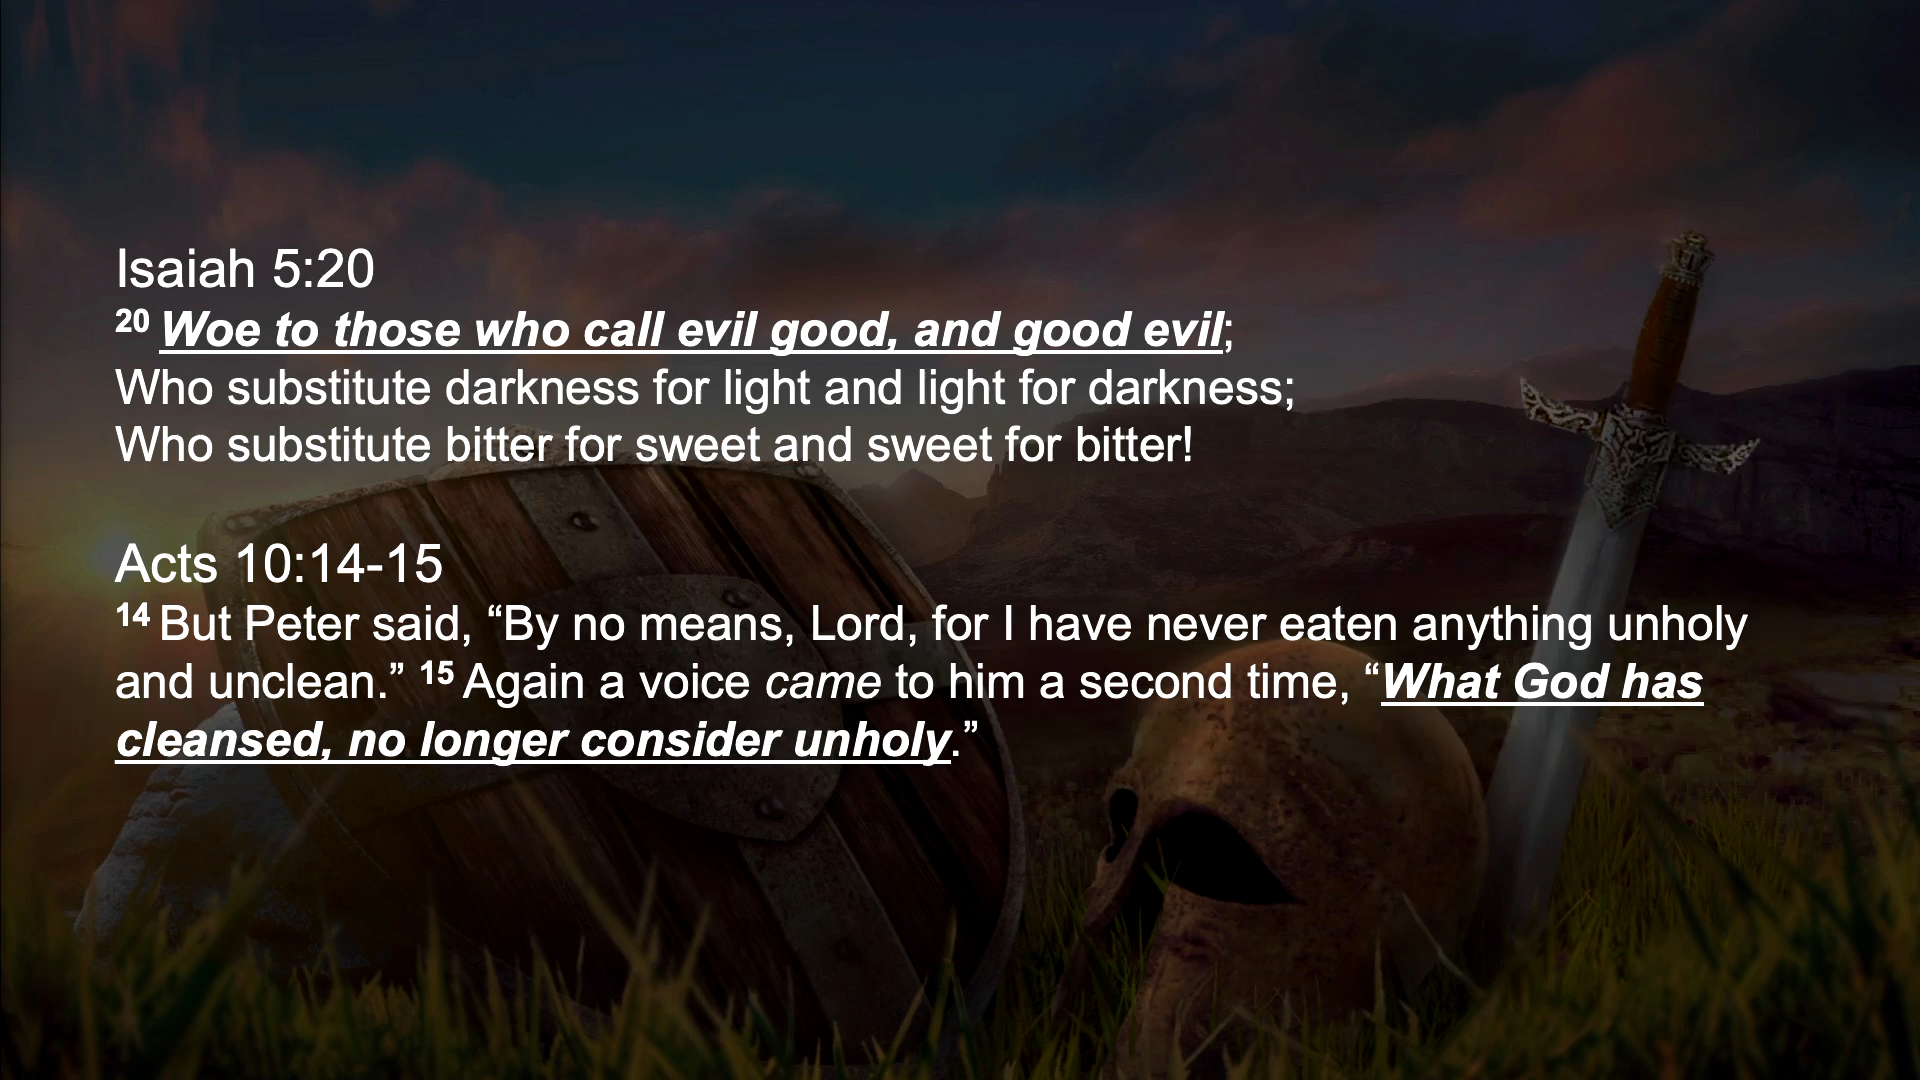 Isaiah 5:20
20 Woe to those who call evil good, and good evil;
Who substitute darkness for light and light for darkness;
Who substitute bitter for sweet and sweet for bitter!
Acts 10:14-15
14 But Peter said, “By no means, Lord, for I have never eaten anything unholy
and unclean.” 15 Again a voice came to him a second time, “What God has
cleansed, no longer consider unholy.”